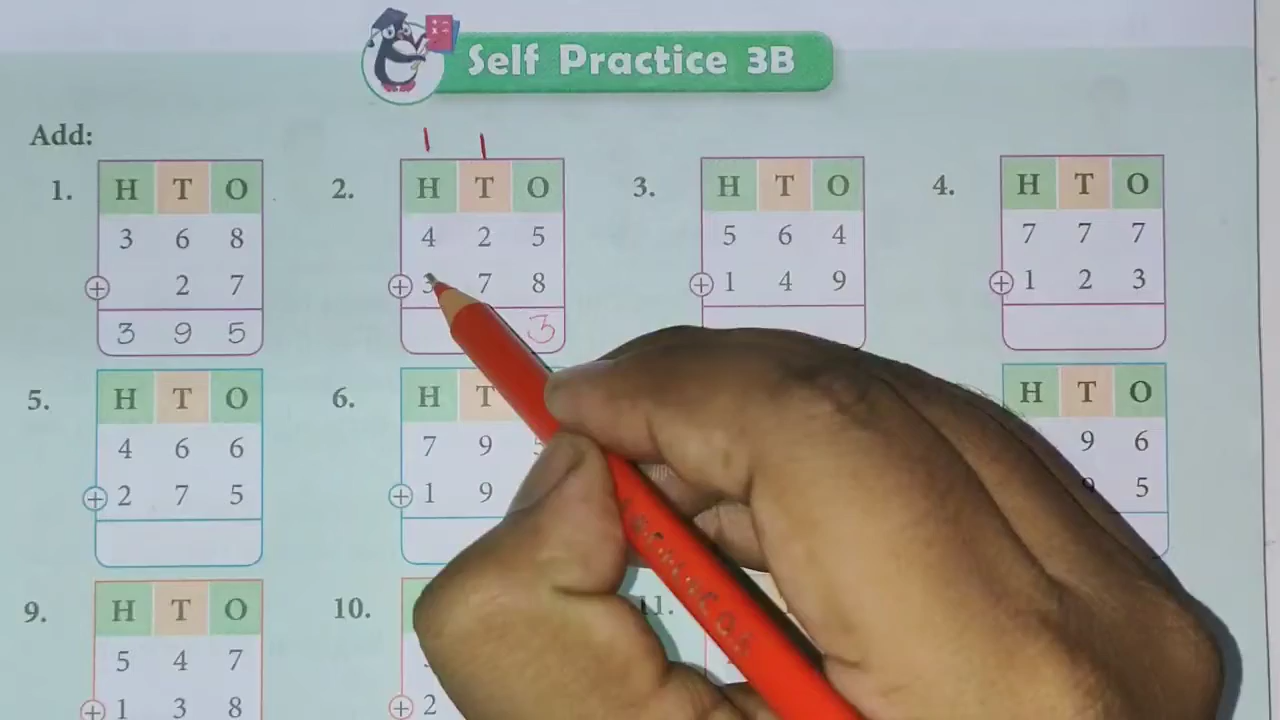 Self Practice 3B
Add:
1 1
1. H T O 2. H T O 3. H T O 4. H T O
3 6 8 4 2 5 5 6 4 7 7 7
+ 2 7 + 3 7 8 + 1 4 9 + 1 2 3
3 9 5 3
5. H T O 6. H T H T O
4 6 6 7 9 9 6
+ 2 7 5 + 1 9 5
9. H T O 10. 11.
5 4 7
+ 1 3 8 + 2